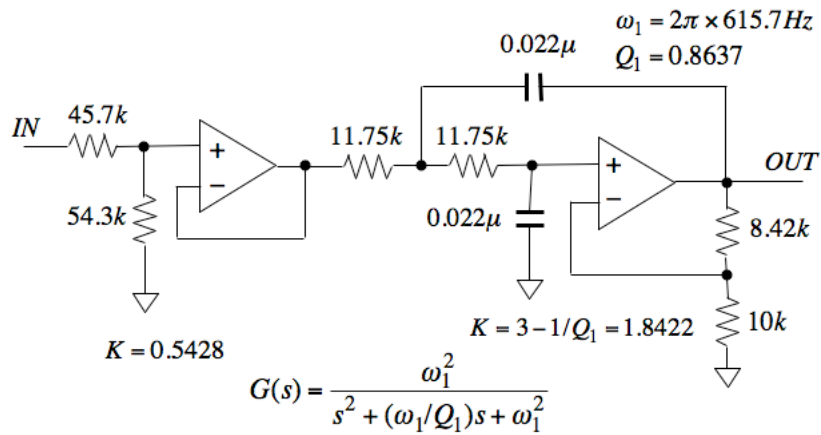 ω₁ = 2π × 615.7Hz
Q₁ = 0.8637
0.022μ
45.7k
IN
11.75k
11.75k
+
−
+
−
OUT
54.3k
0.022μ
8.42k
10k
K = 0.5428
K = 3 − 1/Q₁ = 1.8422
G(s) = ω₁² / (s² + (ω₁/Q₁)s + ω₁²)